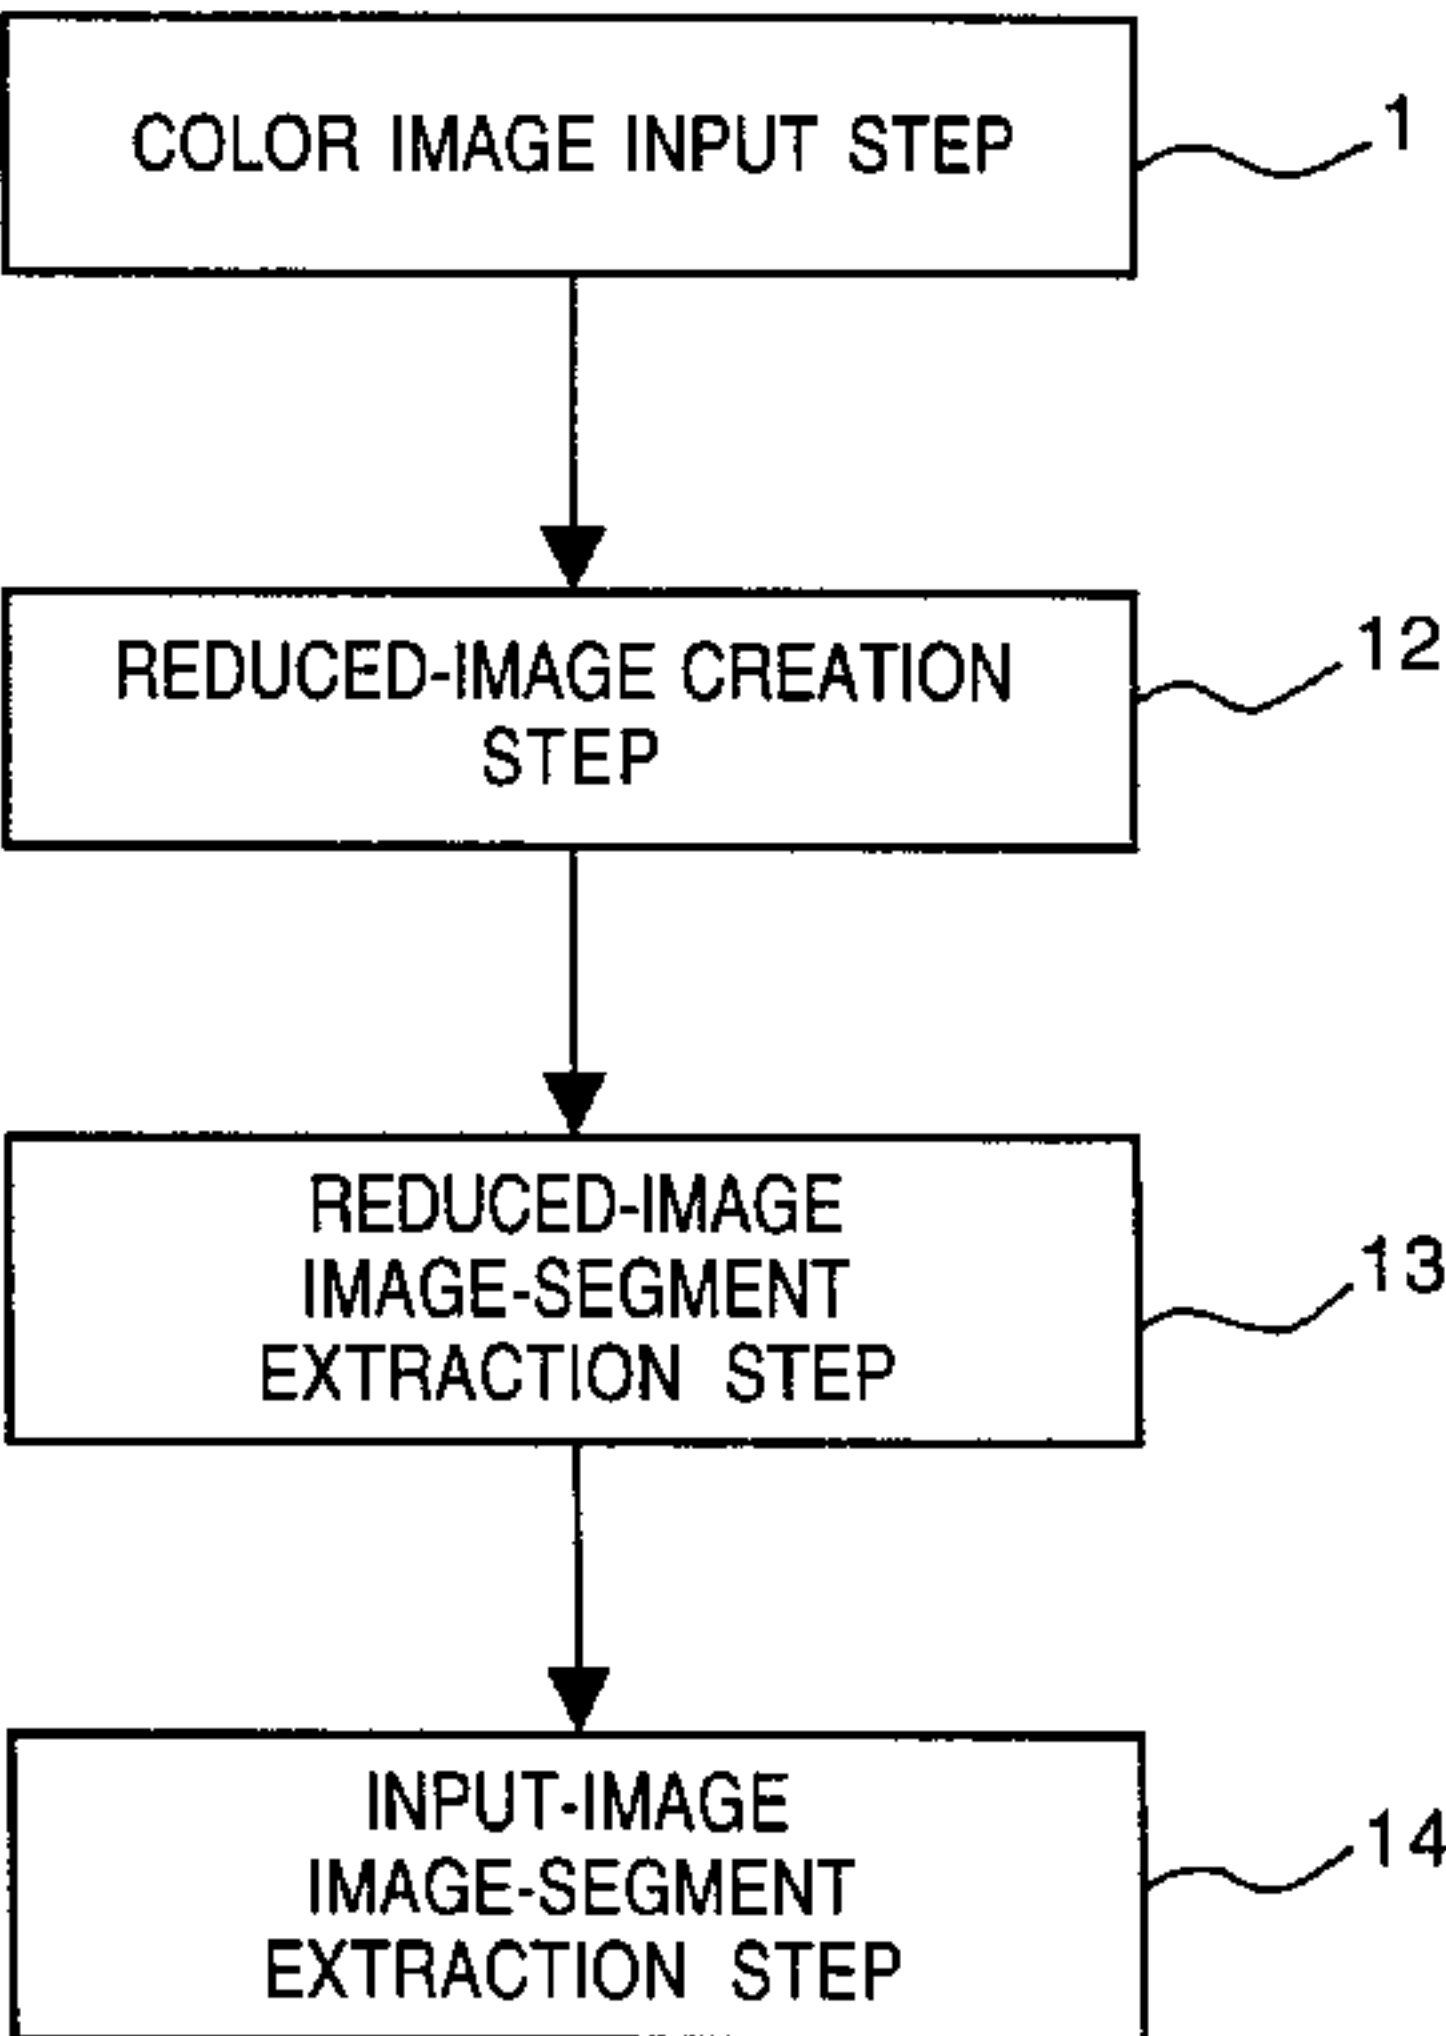 COLOR IMAGE INPUT STEP
1
REDUCED-IMAGE CREATION
STEP
12
REDUCED-IMAGE
IMAGE-SEGMENT
EXTRACTION STEP
13
INPUT-IMAGE
IMAGE-SEGMENT
EXTRACTION STEP
14